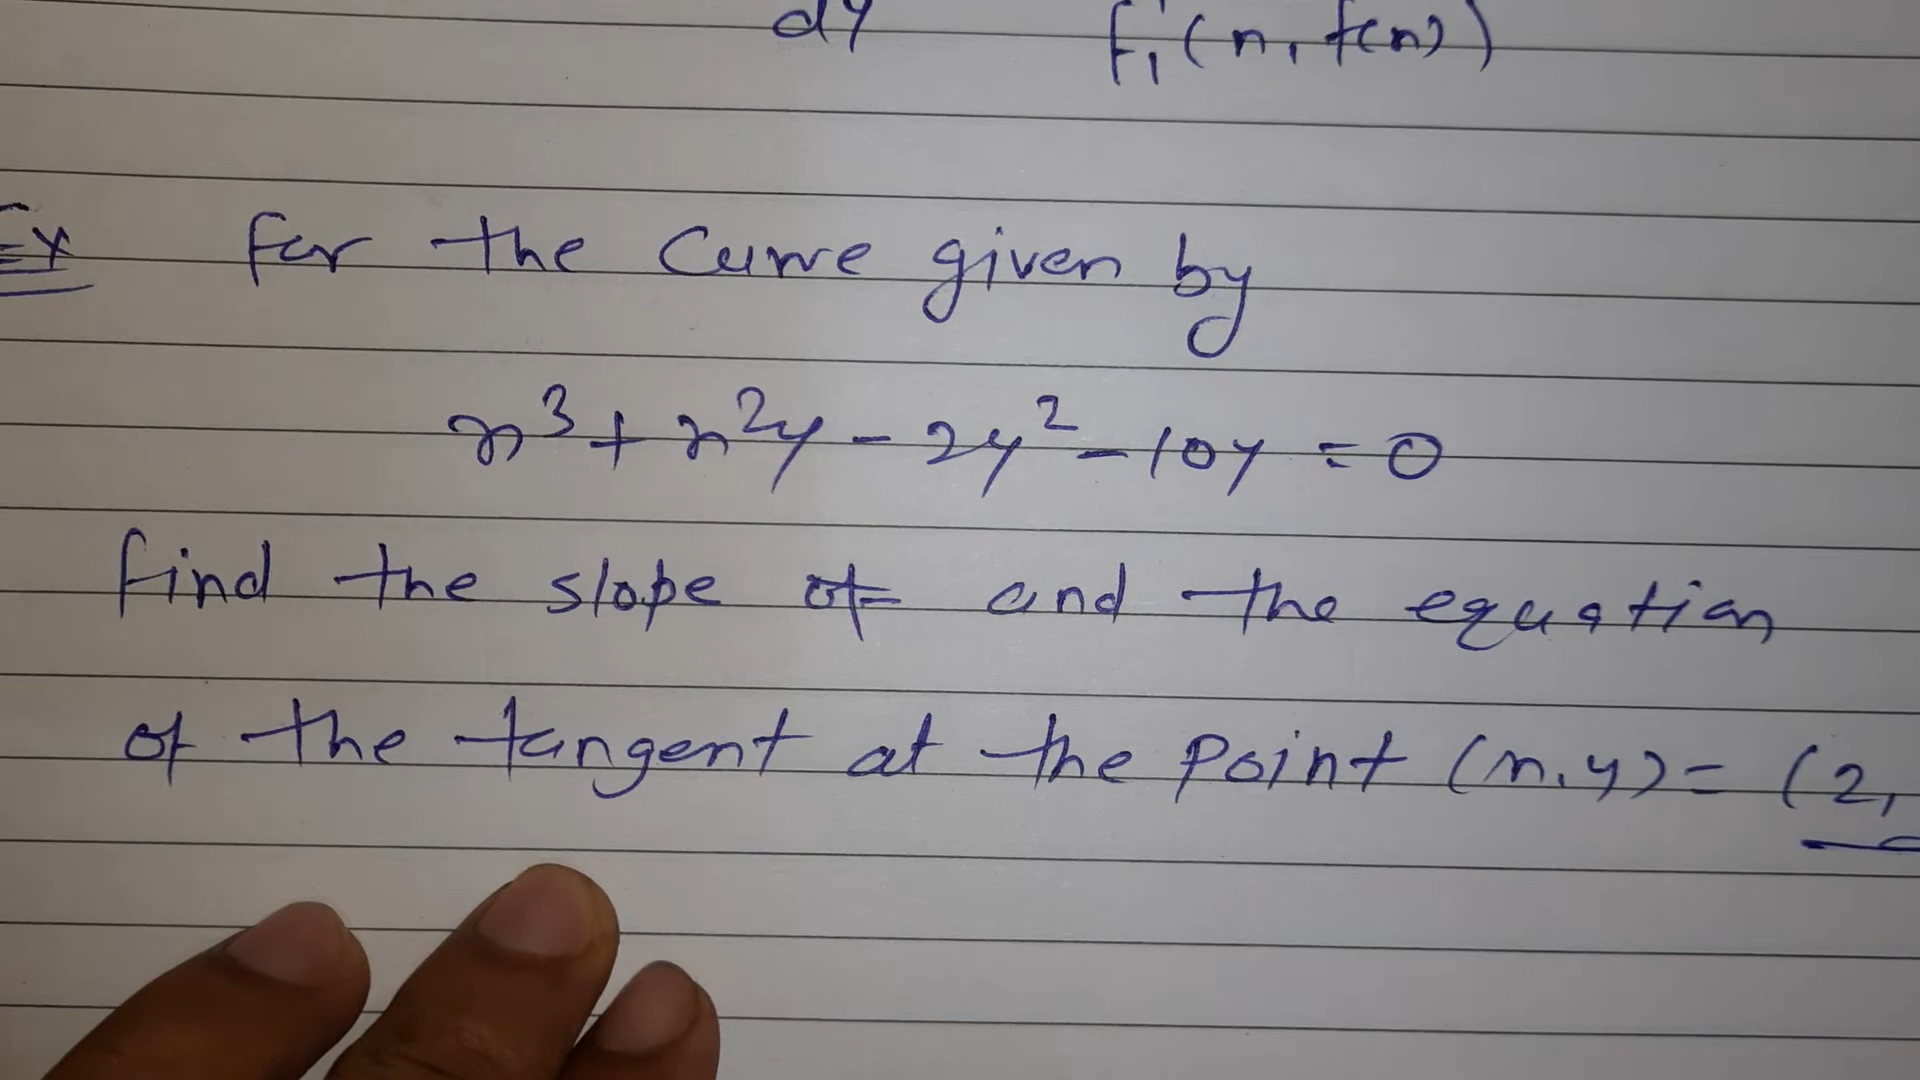 dy F₁'(x, f(x))
Ex For the Curve given by
x³ + x²y - 2y² - 10y = 0
find the slope of and the equation
of the tangent at the Point (x, y) = (2,